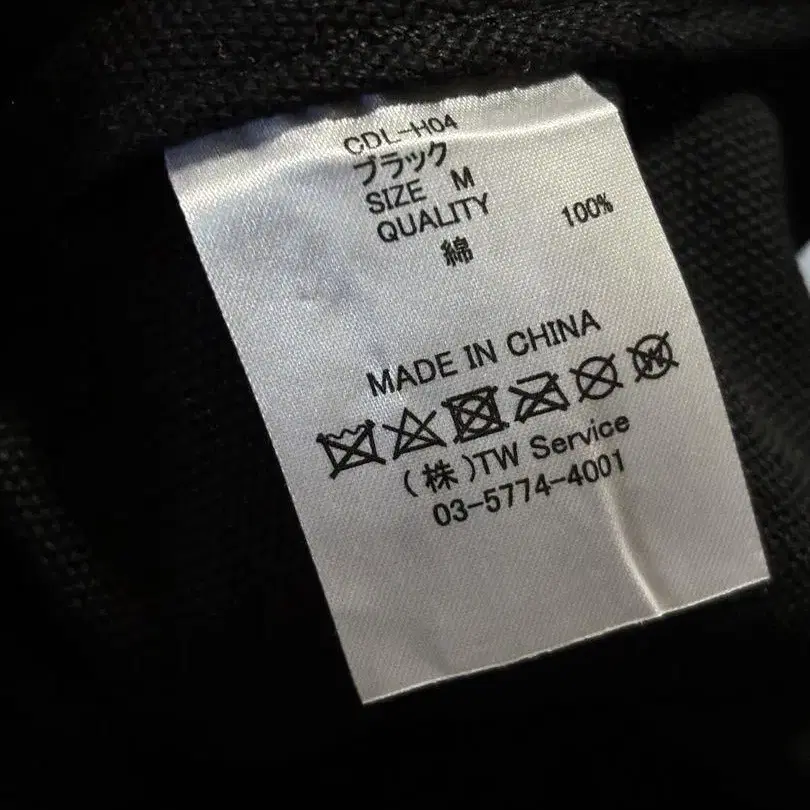 CDL-H04
ブラック
SIZE M
QUALITY
綿 100%
MADE IN CHINA
(株)TW Service
03-5774-4001